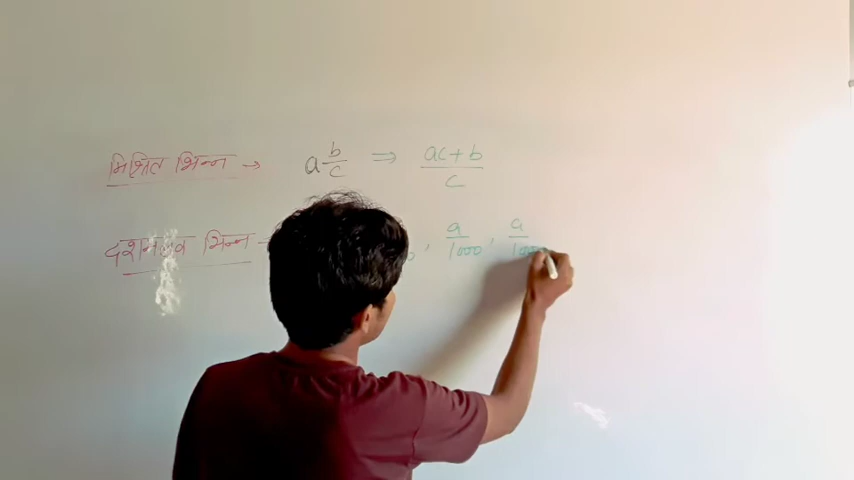 मिश्रित भिन्न → a b/c ⇒ ac+b/c
दशमलव भिन्न → , a/1000 , a/1000